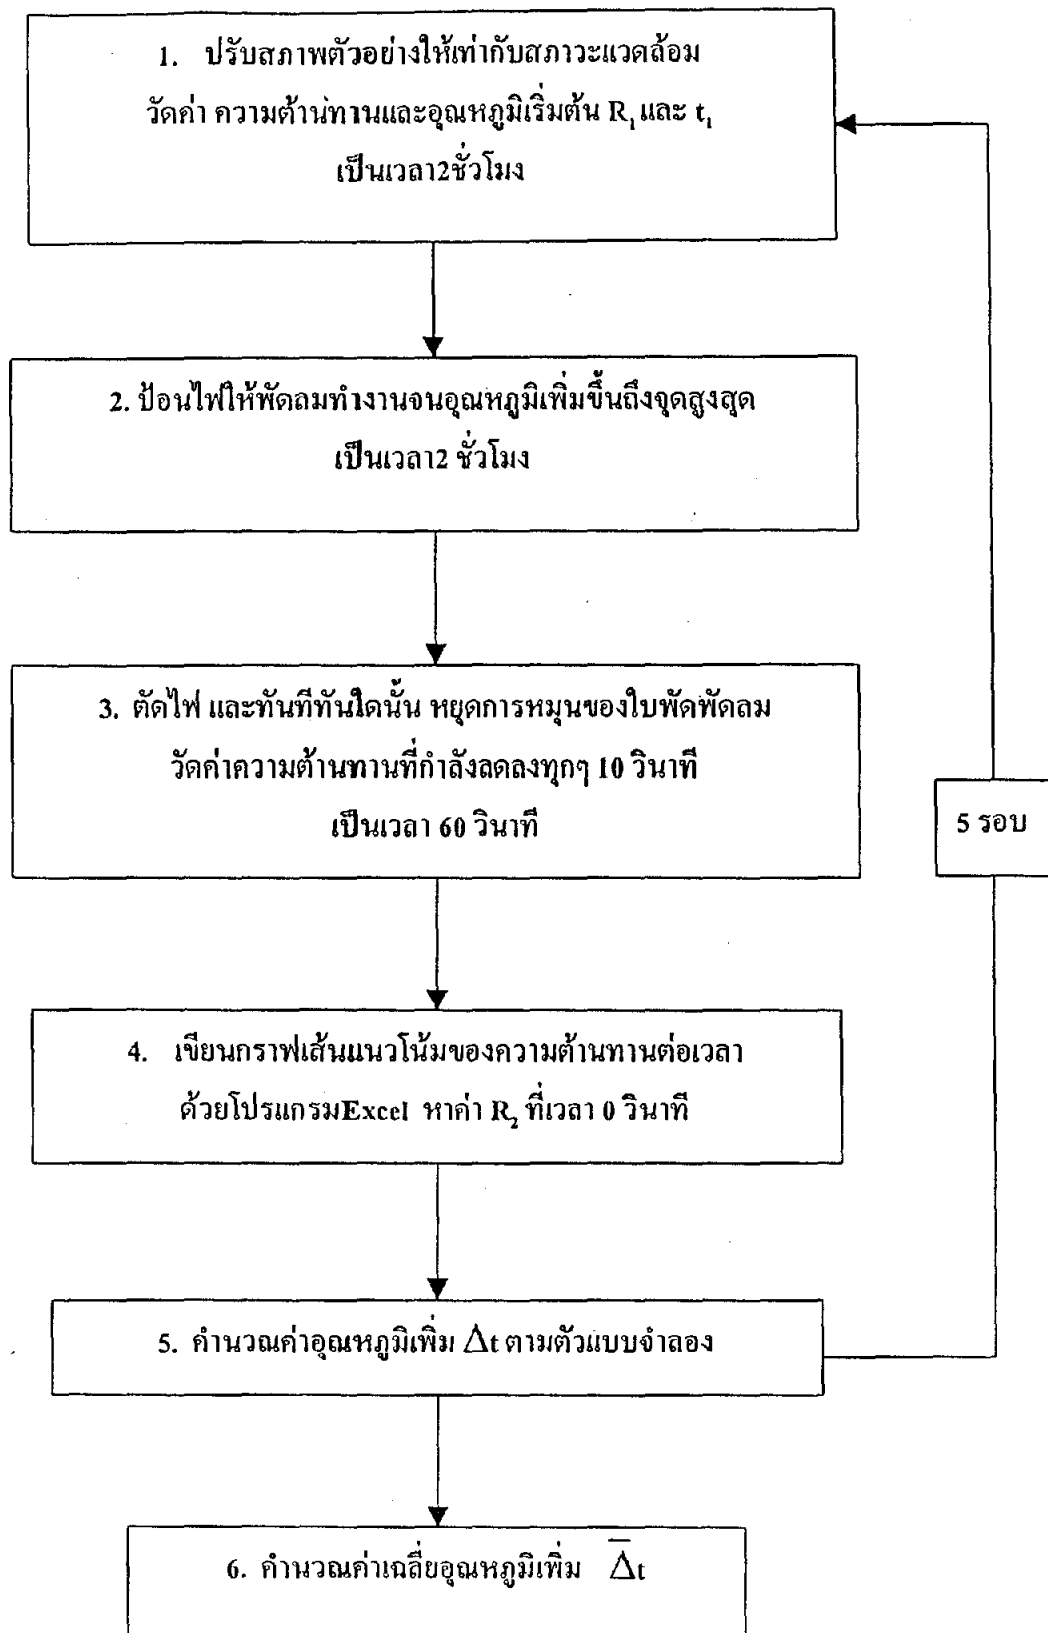 1. ปรับสภาพตัวอย่างให้เท่ากับสภาวะแวดล้อม
วัดค่า ความต้านทานและอุณหภูมิเริ่มต้น R₁ และ t₁
เป็นเวลา2ชั่วโมง
2. ป้อนไฟให้พัดลมทำงานจนอุณหภูมิเพิ่มขึ้นถึงจุดสูงสุด
เป็นเวลา2 ชั่วโมง
3. ตัดไฟ และทันทีทันใดนั้น หยุดการหมุนของใบพัดพัดลม
วัดค่าความต้านทานที่กำลังลดลงทุกๆ 10 วินาที
เป็นเวลา 60 วินาที
5 รอบ
4. เขียนกราฟเส้นแนวโน้มของความต้านทานต่อเวลา
ด้วยโปรแกรมExcel หาค่า R₂ ที่เวลา 0 วินาที
5. คำนวณค่าอุณหภูมิเพิ่ม Δt ตามตัวแบบจำลอง
6. คำนวณค่าเฉลี่ยอุณหภูมิเพิ่ม Δ̅t